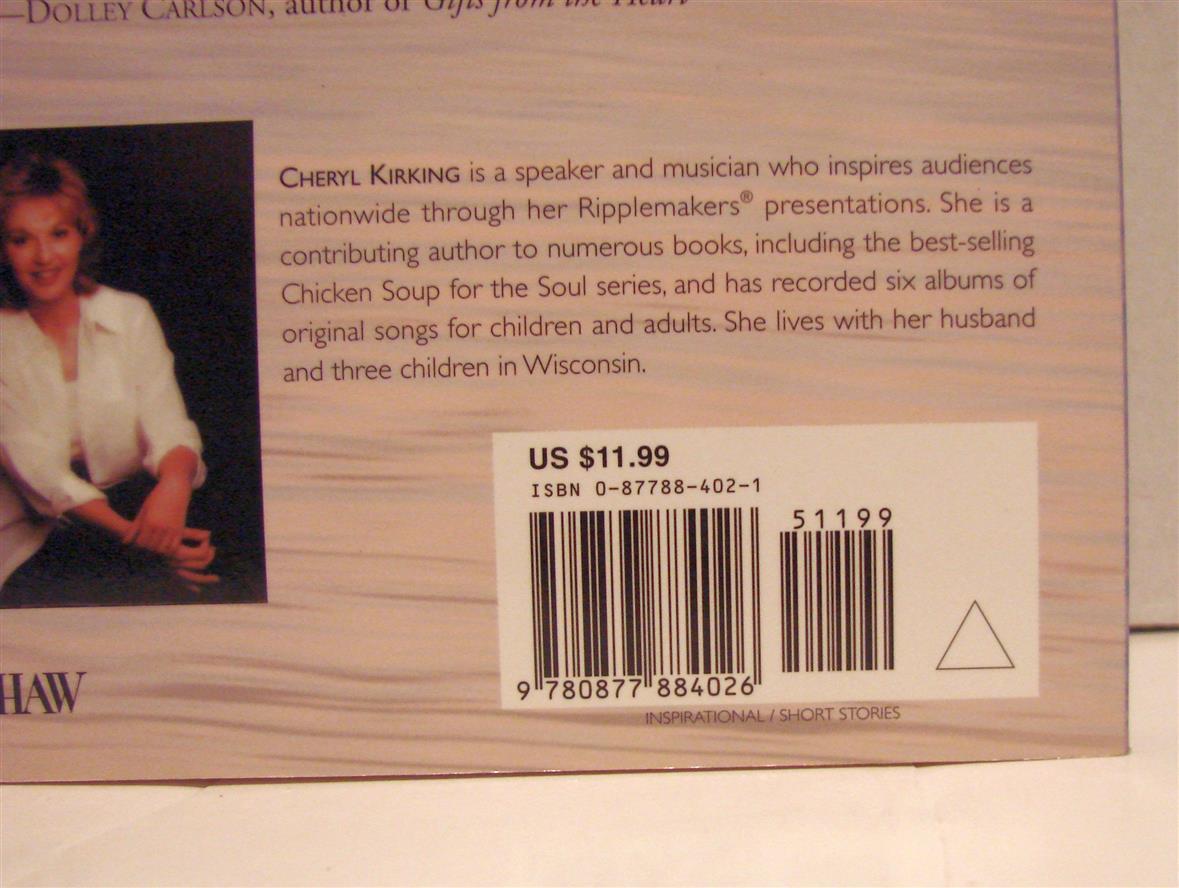 —DOLLEY CARLSON, author of Gifts from the Heart
CHERYL KIRKING is a speaker and musician who inspires audiences
nationwide through her Ripplemakers® presentations. She is a
contributing author to numerous books, including the best-selling
Chicken Soup for the Soul series, and has recorded six albums of
original songs for children and adults. She lives with her husband
and three children in Wisconsin.
US $11.99
ISBN 0-87788-402-1
51199
9 780877 884026
HAW
INSPIRATIONAL / SHORT STORIES